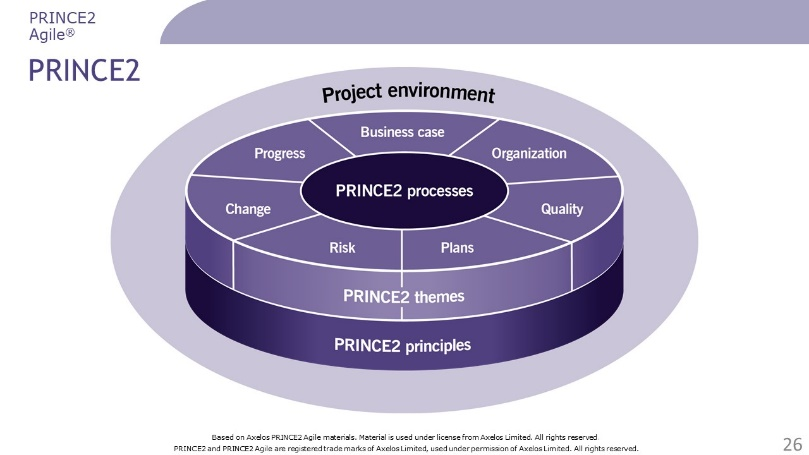 PRINCE2
Agile®
PRINCE2
Project environment
Business case
Progress
Organization
PRINCE2 processes
Change
Quality
Risk
Plans
PRINCE2 themes
PRINCE2 principles
Based on Axelos PRINCE2 Agile materials. Material is used under license from Axelos Limited. All rights reserved
PRINCE2 and PRINCE2 Agile are registered trade marks of Axelos Limited, used under permission of Axelos Limited. All rights reserved.
26